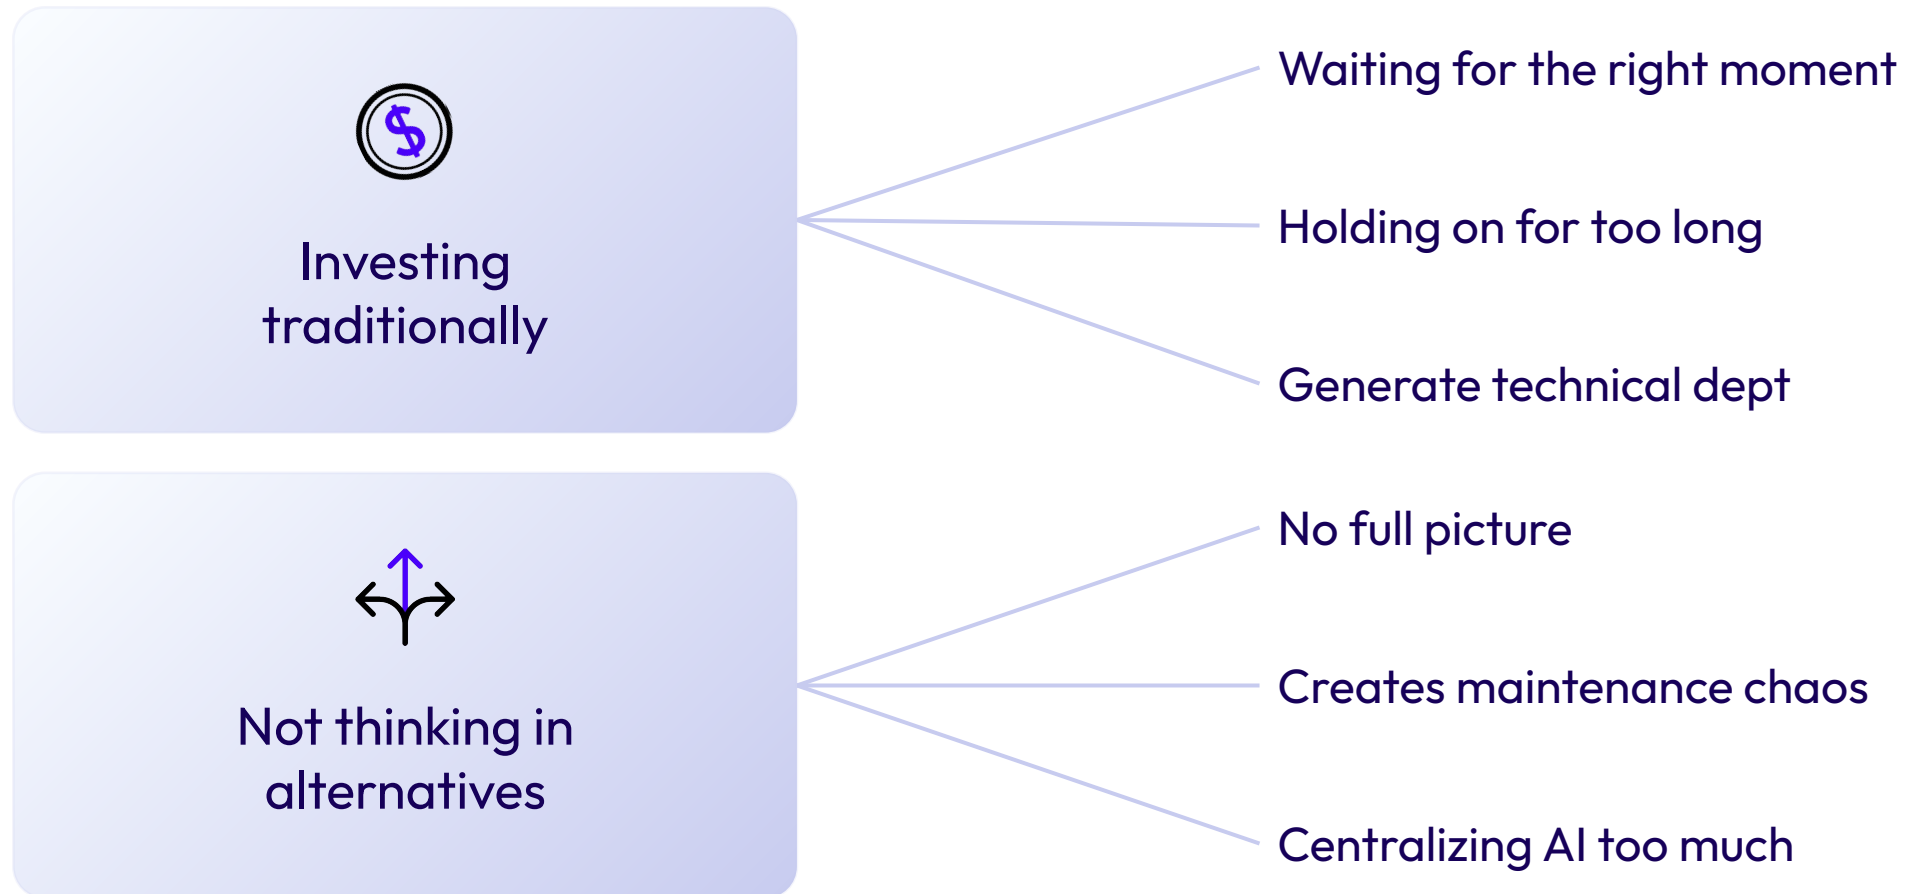 Investing
traditionally
Waiting for the right moment
Holding on for too long
Generate technical dept
Not thinking in
alternatives
No full picture
Creates maintenance chaos
Centralizing AI too much